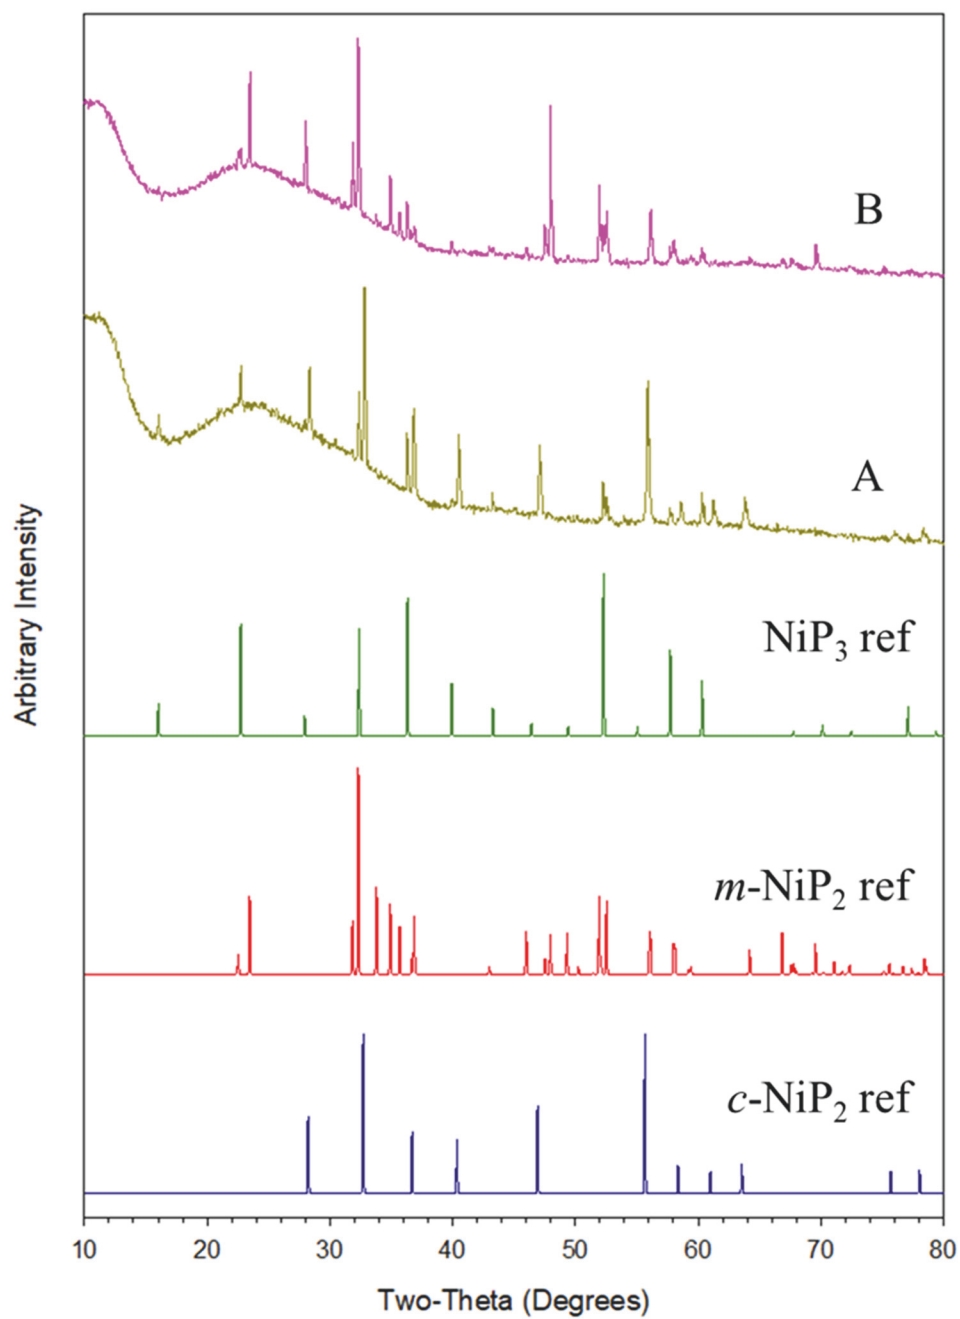 B
A
NiP₃ ref
m-NiP₂ ref
c-NiP₂ ref
Arbitrary Intensity
10 20 30 40 50 60 70 80
Two-Theta (Degrees)